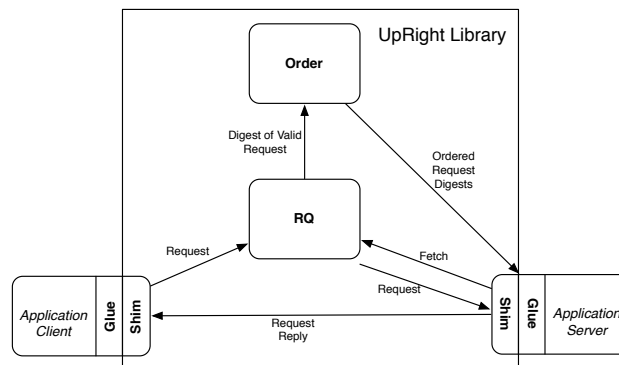 UpRight Library
Order
Digest of Valid
Request
Ordered
Request
Digests
RQ
Request
Fetch
Request
Application
Client
Glue
Shim
Request
Reply
Shim
Glue
Application
Server